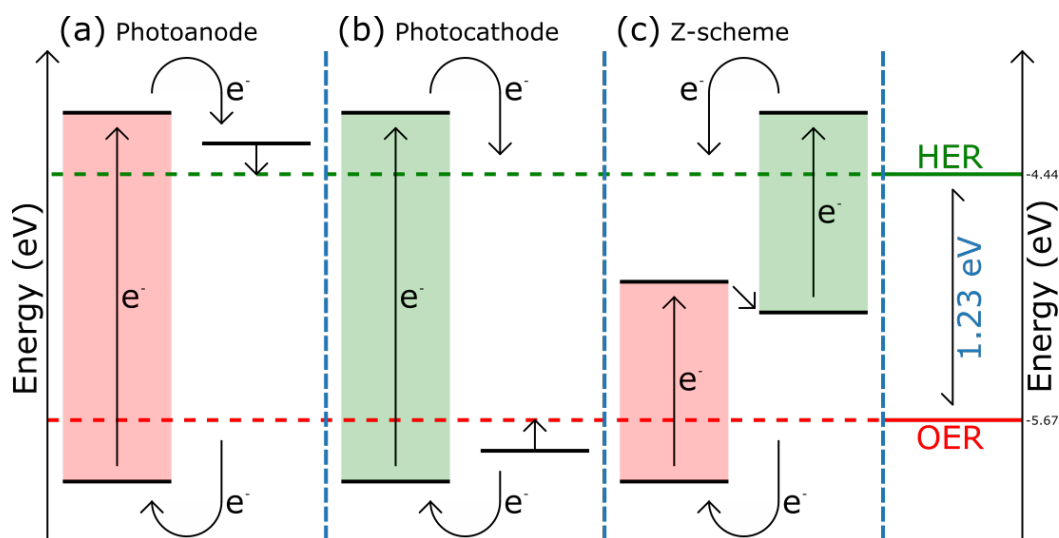 (a) Photoanode
(b) Photocathode
(c) Z-scheme
e-
e-
e-
HER
-4.44
e-
Energy (eV)
e-
e-
1.23 eV
Energy (eV)
e-
-5.67
OER
e-
e-
e-